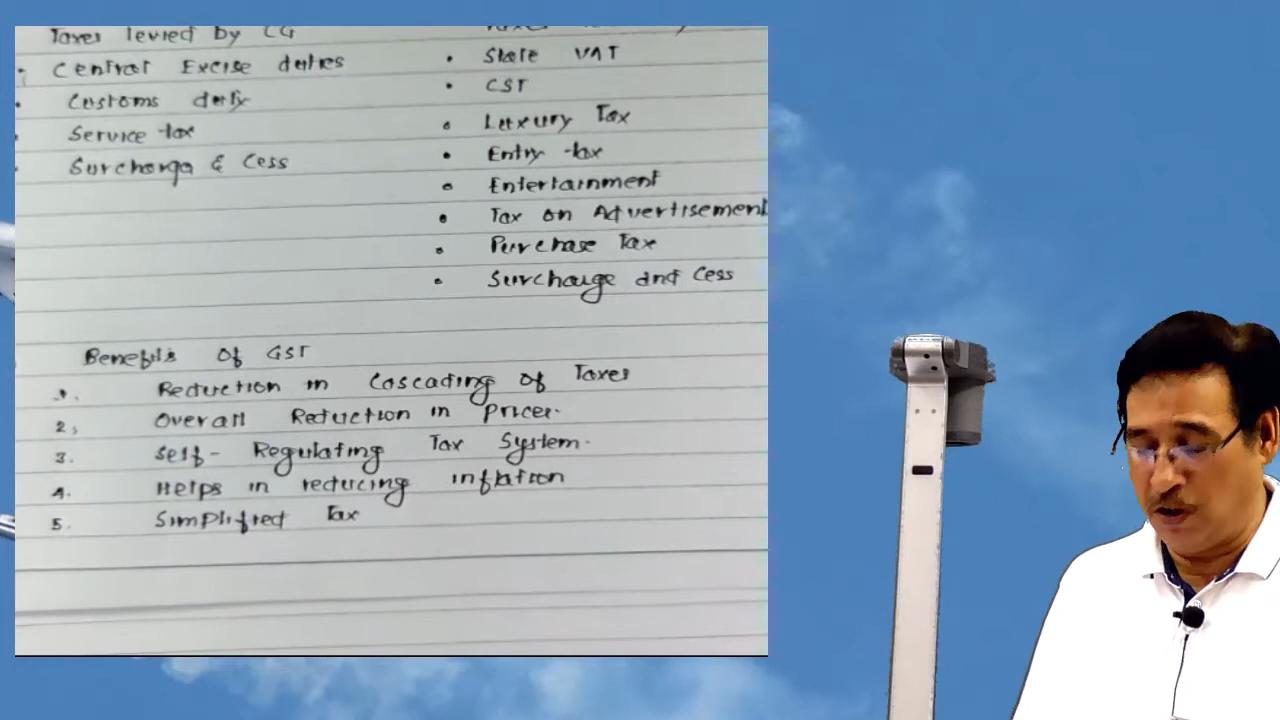 Taxes levied by CG
• Central Excise duties
• Customs duty
• Service tax
• Surcharge & Cess
• State VAT
• CST
• Luxury Tax
• Entry tax
• Entertainment
• Tax on Advertisement
• Purchase Tax
• Surcharge and Cess
Benefits Of GST
1. Reduction in Cascading Of Taxes
2, Overall Reduction in prices.
3. Self-Regulating Tax System.
4. Helps in reducing inflation
5. Simplified Tax